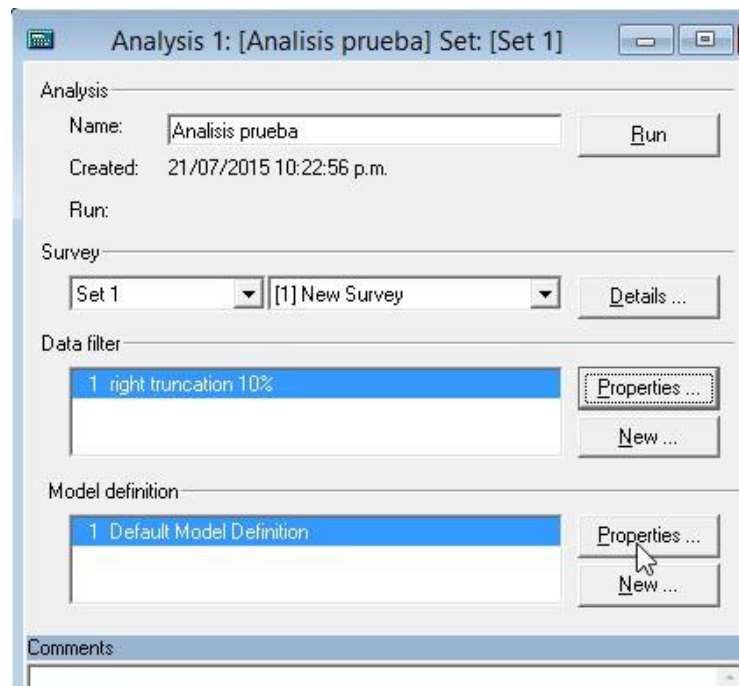 Analysis 1: [Analisis prueba] Set: [Set 1]
Analysis
Name: Analisis prueba Run
Created: 21/07/2015 10:22:56 p.m.
Run:
Survey
Set 1 [1] New Survey Details ...
Data filter
1 right truncation 10% Properties ...
New ...
Model definition
1 Default Model Definition Properties ...
New ...
Comments